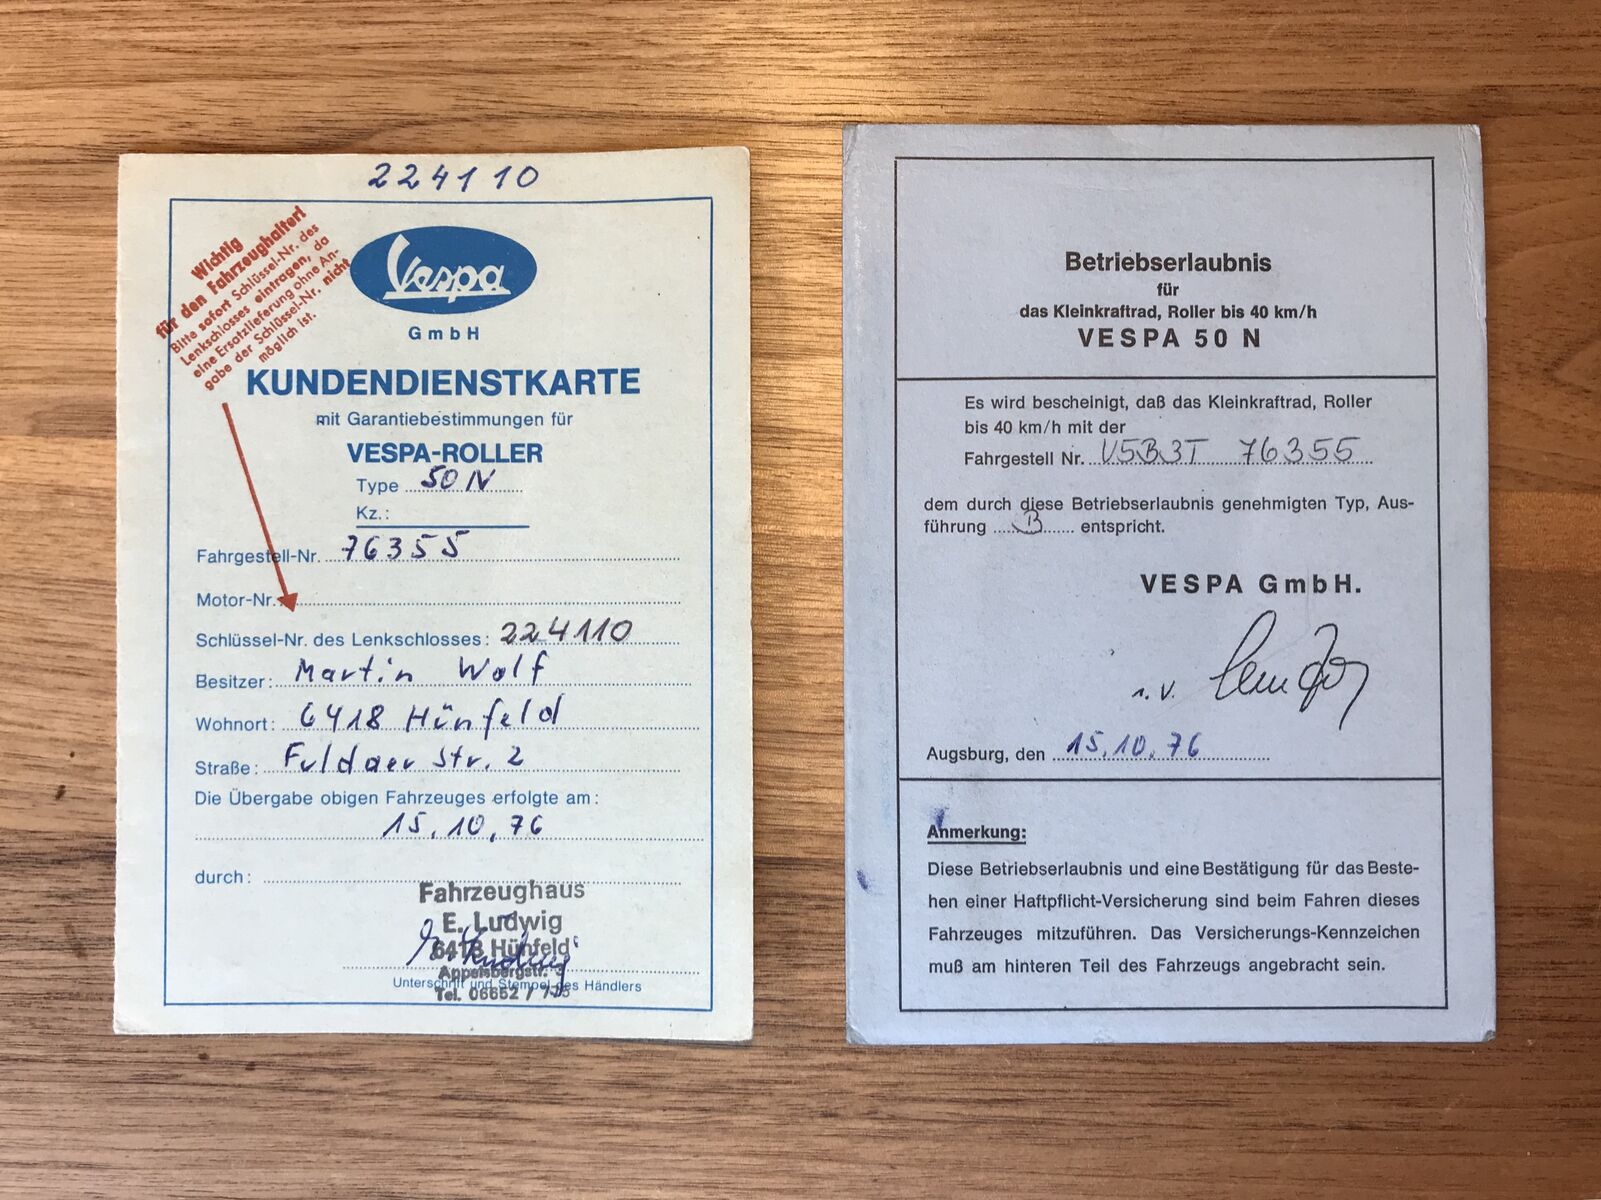 224110
Wichtig
für den Fahrzeughalter!
Bitte sofort Schlüssel-Nr. des
Lenkschlosses eintragen, da
eine Ersatzlieferung ohne An-
gabe der Schlüssel-Nr. nicht
möglich ist.
Vespa
GmbH
KUNDENDIENSTKARTE
mit Garantiebestimmungen für
VESPA-ROLLER
Type 50 N
Kz.:
Fahrgestell-Nr. 76355
Motor-Nr.
Schlüssel-Nr. des Lenkschlosses: 224110
Besitzer: Martin Wolf
Wohnort: 6418 Hünfeld
Straße: Fuldaer Str. 2
Die Übergabe obigen Fahrzeuges erfolgte am:
15.10.76
durch:
Fahrzeughaus
E. Ludwig
6418 Hünfeld
Appelsbergstr. 3
Unterschrift und Stempel des Händlers
Tel. 06652 /
Betriebserlaubnis
für
das Kleinkraftrad, Roller bis 40 km/h
VESPA 50 N
Es wird bescheinigt, daß das Kleinkraftrad, Roller
bis 40 km/h mit der
Fahrgestell Nr. V5B3T 76355
dem durch diese Betriebserlaubnis genehmigten Typ, Aus-
führung B entspricht.
VESPA GmbH.
i.V.
Augsburg, den 15.10.76
Anmerkung:
Diese Betriebserlaubnis und eine Bestätigung für das Beste-
hen einer Haftpflicht-Versicherung sind beim Fahren dieses
Fahrzeuges mitzuführen. Das Versicherungs-Kennzeichen
muß am hinteren Teil des Fahrzeugs angebracht sein.